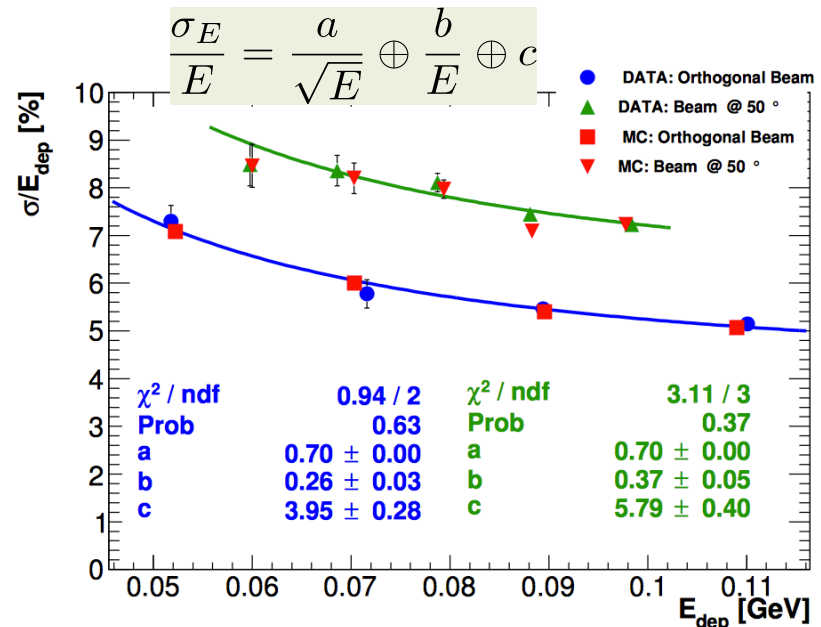 σ_E/E = a/√E ⊕ b/E ⊕ c
σ/E_dep [%]
DATA: Orthogonal Beam
DATA: Beam @ 50 °
MC: Orthogonal Beam
MC: Beam @ 50 °
10
9
8
7
6
5
4
3
2
1
0
χ² / ndf 0.94 / 2
Prob 0.63
a 0.70 ± 0.00
b 0.26 ± 0.03
c 3.95 ± 0.28
χ² / ndf 3.11 / 3
Prob 0.37
a 0.70 ± 0.00
b 0.37 ± 0.05
c 5.79 ± 0.40
0.05 0.06 0.07 0.08 0.09 0.1 0.11
E_dep [GeV]